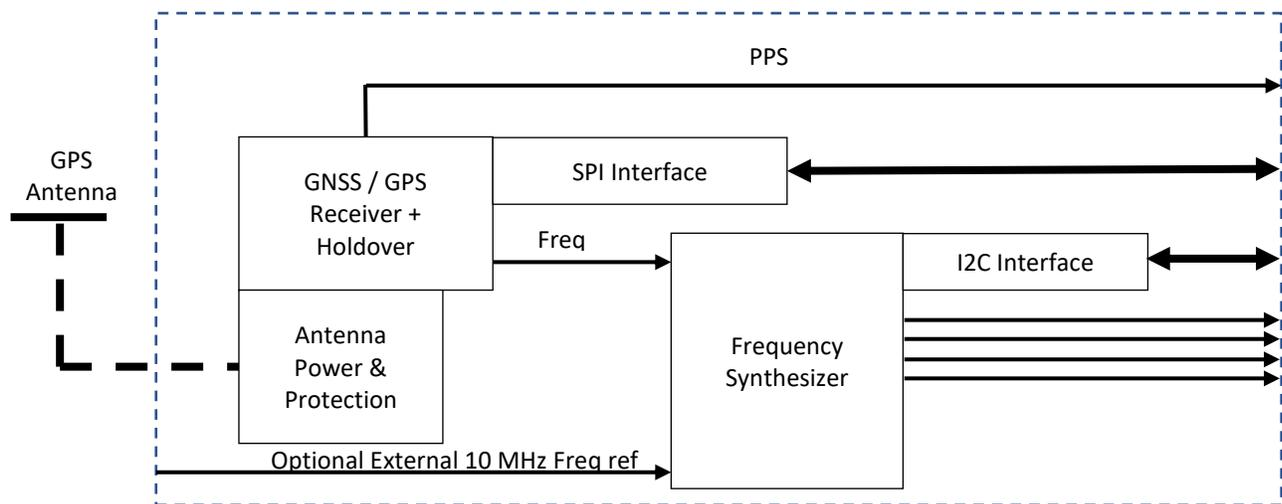 PPS
GPS
Antenna
GNSS / GPS
Receiver +
Holdover
SPI Interface
Freq
I2C Interface
Antenna
Power &
Protection
Frequency
Synthesizer
Optional External 10 MHz Freq ref